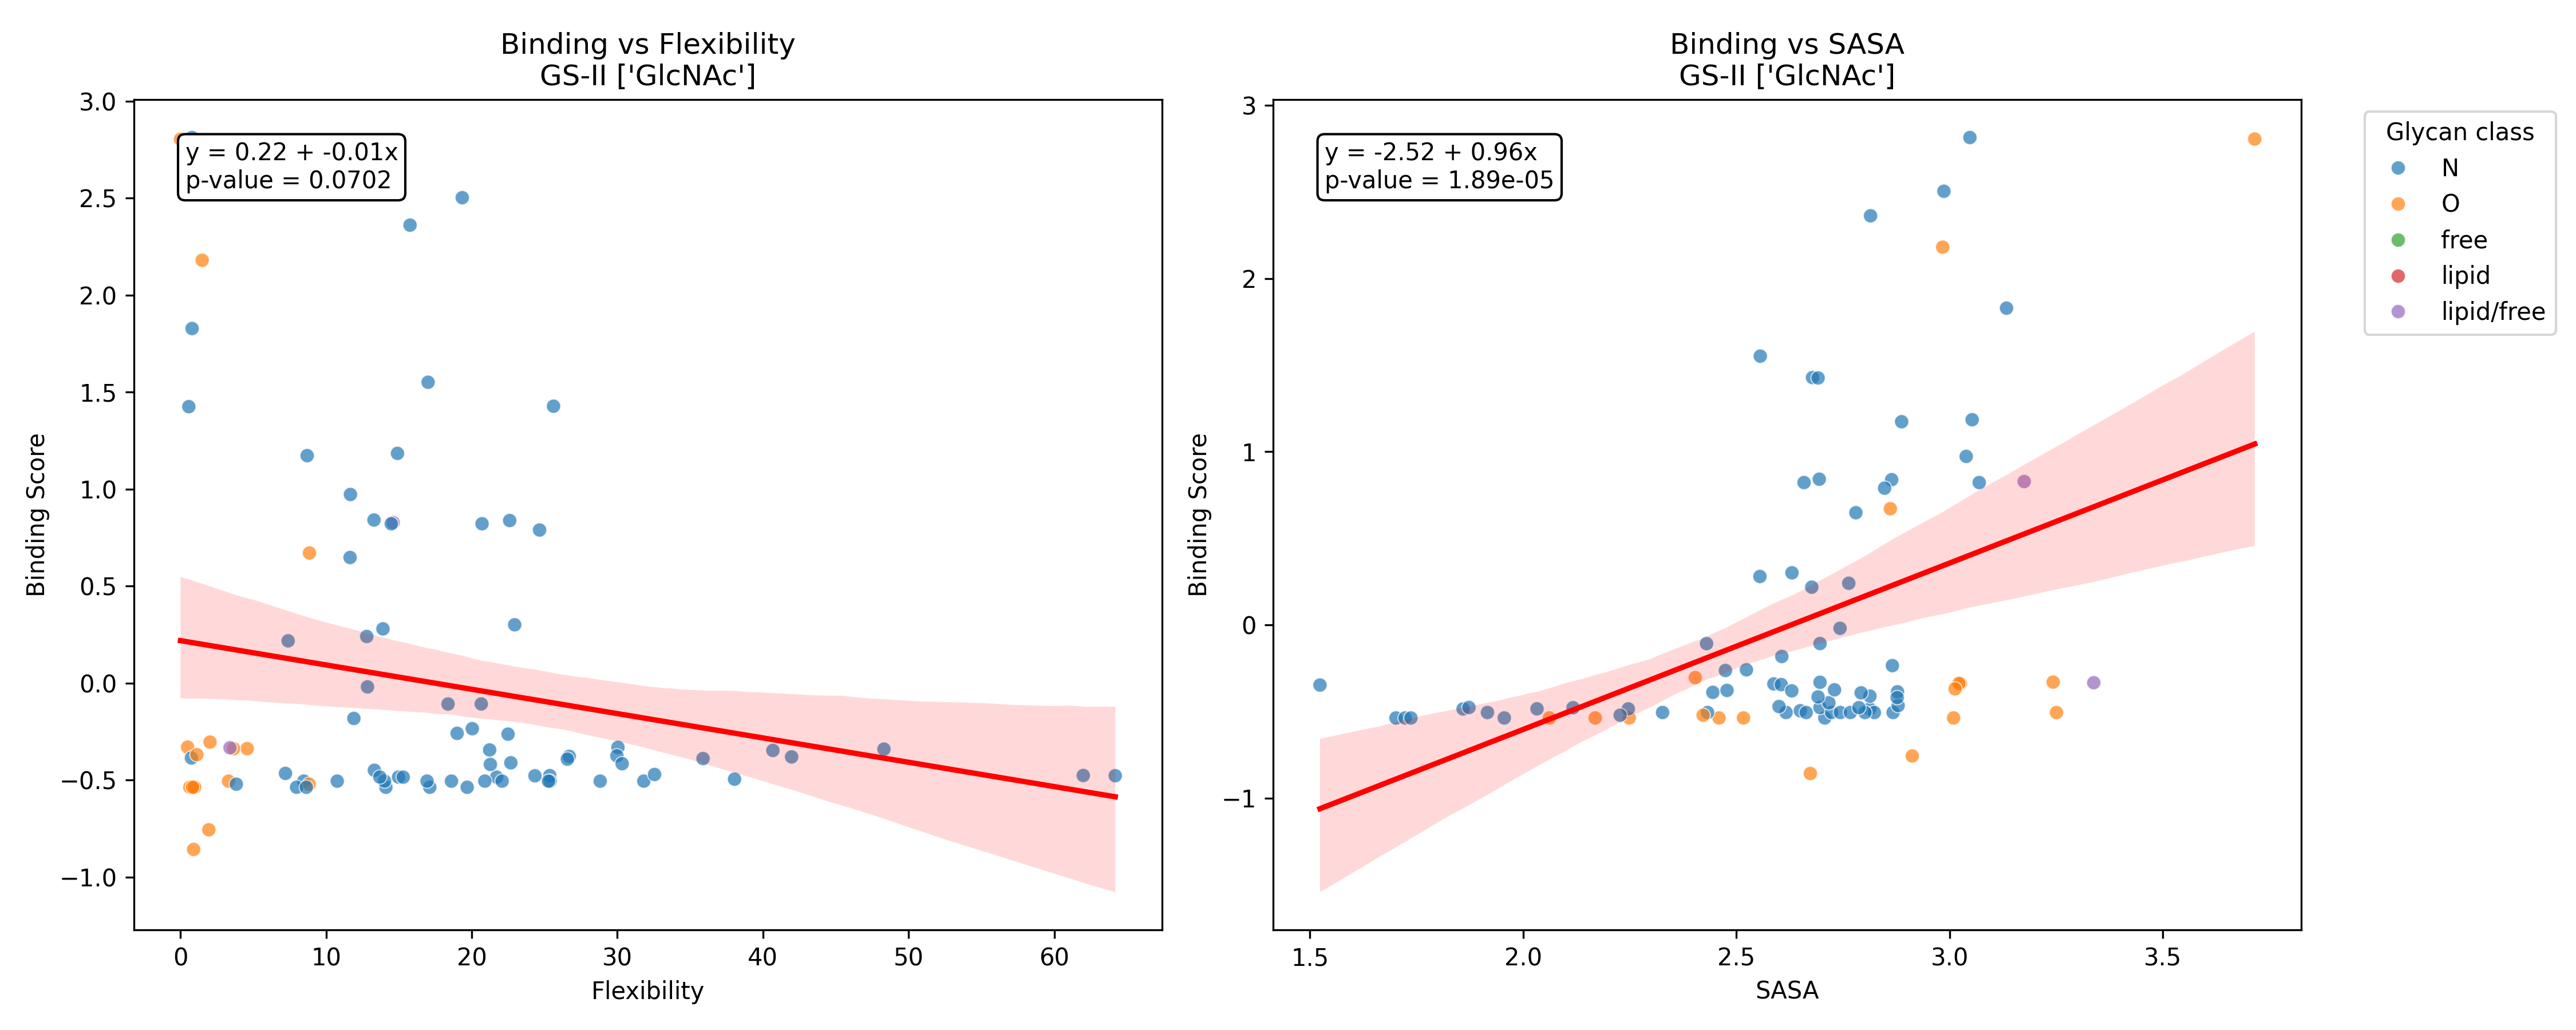 Binding vs Flexibility
GS-II ['GlcNAc']
3.0
2.5
2.0
1.5
1.0
0.5
0.0
−0.5
−1.0
Binding Score
y = 0.22 + -0.01x
p-value = 0.0702
0 10 20 30 40 50 60
Flexibility
Binding vs SASA
GS-II ['GlcNAc']
3
2
1
0
−1
Binding Score
y = -2.52 + 0.96x
p-value = 1.89e-05
1.5 2.0 2.5 3.0 3.5
SASA
Glycan class
N
O
free
lipid
lipid/free